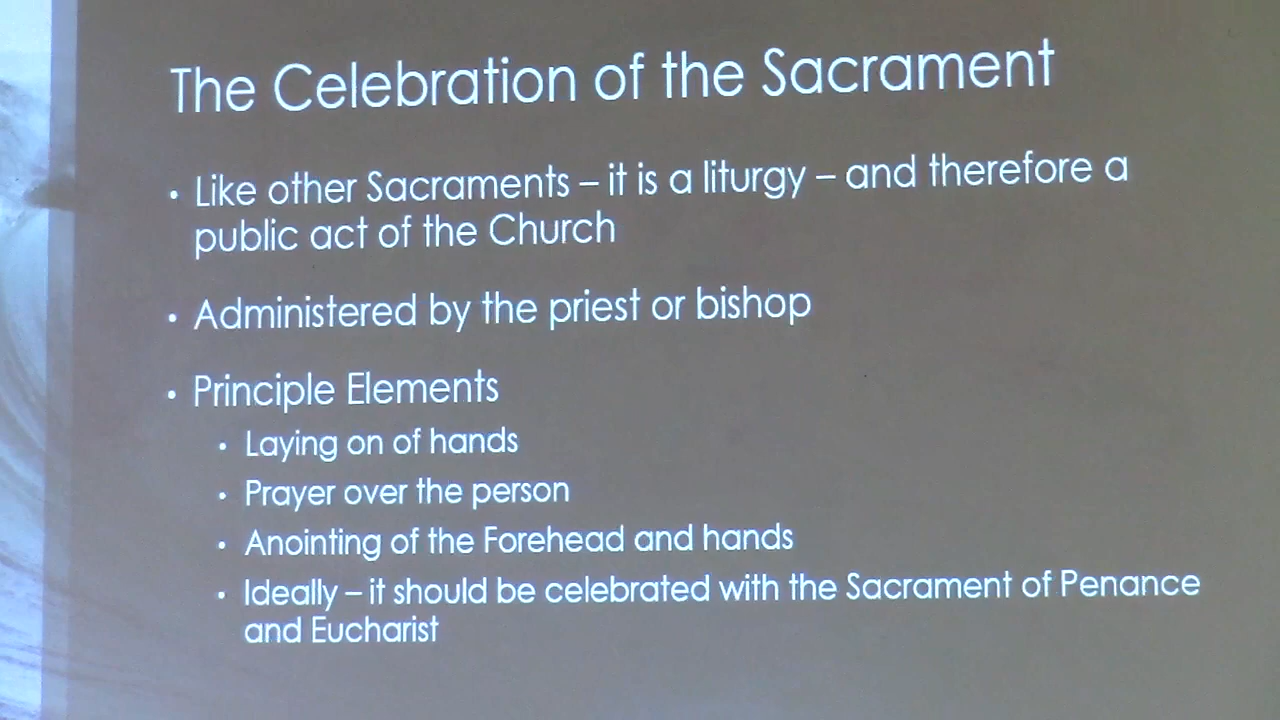 The Celebration of the Sacrament
• Like other Sacraments – it is a liturgy – and therefore a
public act of the Church
• Administered by the priest or bishop
• Principle Elements
• Laying on of hands
• Prayer over the person
• Anointing of the Forehead and hands
• Ideally – it should be celebrated with the Sacrament of Penance
and Eucharist